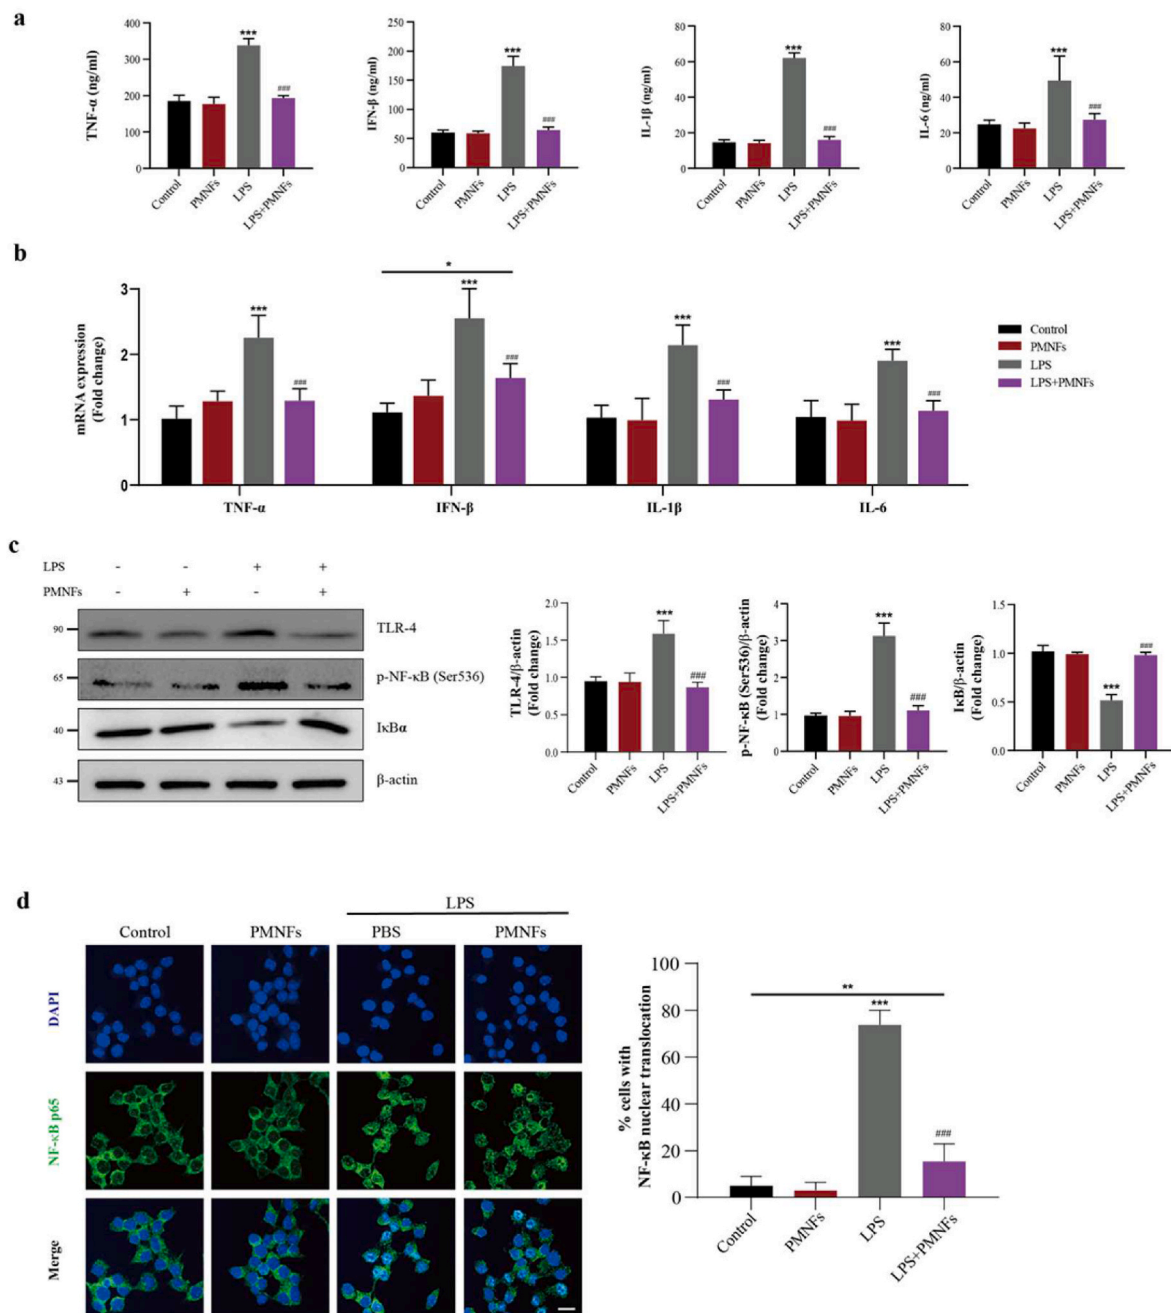 a
TNF-α (ng/ml)
400
300
200
100
0
***
###
Control
PMNFs
LPS
LPS+PMNFs
IFN-β (ng/ml)
250
200
150
100
50
0
***
###
Control
PMNFs
LPS
LPS+PMNFs
IL-1β (ng/ml)
80
60
40
20
0
***
###
Control
PMNFs
LPS
LPS+PMNFs
IL-6 (ng/ml)
80
60
40
20
0
***
###
Control
PMNFs
LPS
LPS+PMNFs
b
mRNA expression
(Fold change)
3
2
1
0
*
***
###
***
###
***
###
***
###
TNF-α IFN-β IL-1β IL-6
Control
PMNFs
LPS
LPS+PMNFs
c
LPS - - + +
PMNFs - + - +
90 TLR-4
65 p-NF-κB (Ser536)
40 IκBα
43 β-actin
TLR-4/β-actin
(Fold change)
2.0
1.5
1.0
0.5
0.0
***
###
Control
PMNFs
LPS
LPS+PMNFs
p-NF-κB (Ser536)/β-actin
(Fold change)
4
3
2
1
0
***
###
Control
PMNFs
LPS
LPS+PMNFs
IκB/β-actin
(Fold change)
1.5
1.0
0.5
0.0
***
###
Control
PMNFs
LPS
LPS+PMNFs
d
LPS
Control PMNFs PBS PMNFs
DAPI
NF-κB p65
Merge
% cells with
NF-κB nuclear translocation
100
80
60
40
20
0
**
***
###
Control
PMNFs
LPS
LPS+PMNFs